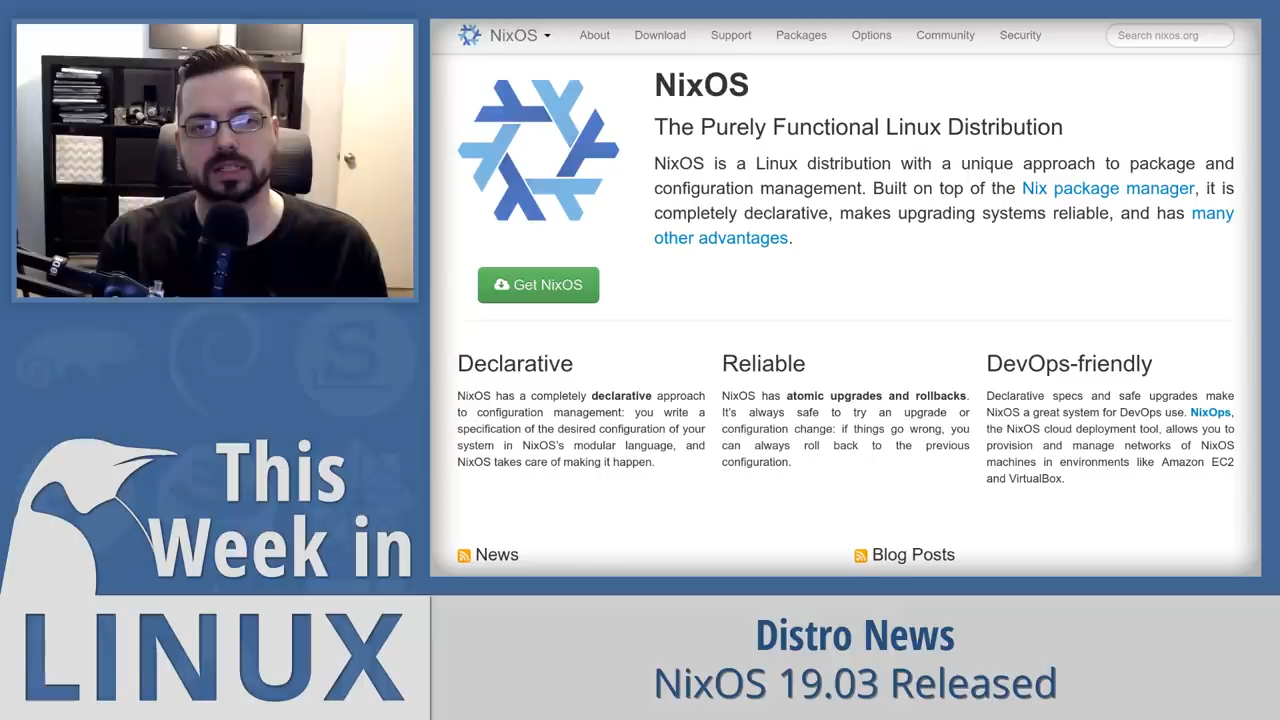 NixOS
About
Download
Support
Packages
Options
Community
Security
Search nixos.org
NixOS
The Purely Functional Linux Distribution
NixOS is a Linux distribution with a unique approach to package and
configuration management. Built on top of the Nix package manager, it is
completely declarative, makes upgrading systems reliable, and has many
other advantages.
Get NixOS
Declarative
NixOS has a completely declarative approach
to configuration management: you write a
specification of the desired configuration of your
system in NixOS's modular language, and
NixOS takes care of making it happen.
Reliable
NixOS has atomic upgrades and rollbacks.
It's always safe to try an upgrade or
configuration change: if things go wrong, you
can always roll back to the previous
configuration.
DevOps-friendly
Declarative specs and safe upgrades make
NixOS a great system for DevOps use. NixOps,
the NixOS cloud deployment tool, allows you to
provision and manage networks of NixOS
machines in environments like Amazon EC2
and VirtualBox.
News
Blog Posts
This
Week in
LINUX
Distro News
NixOS 19.03 Released